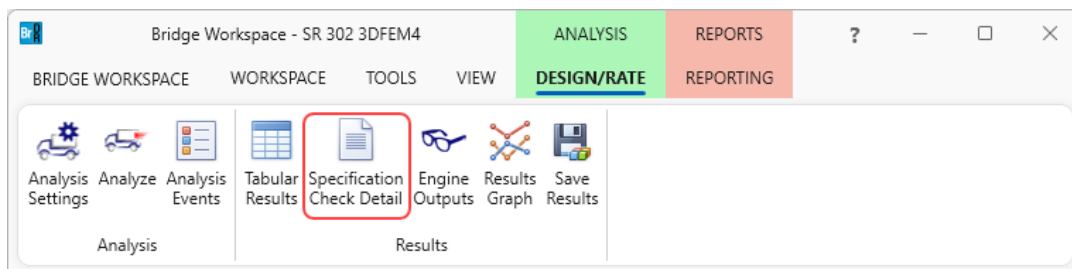 Br DR Bridge Workspace - SR 302 3DFEM4 ANALYSIS REPORTS ?
BRIDGE WORKSPACE WORKSPACE TOOLS VIEW DESIGN/RATE REPORTING
Analysis Analyze Analysis Tabular Specification Engine Results Save
Settings Events Results Check Detail Outputs Graph Results
Analysis Results